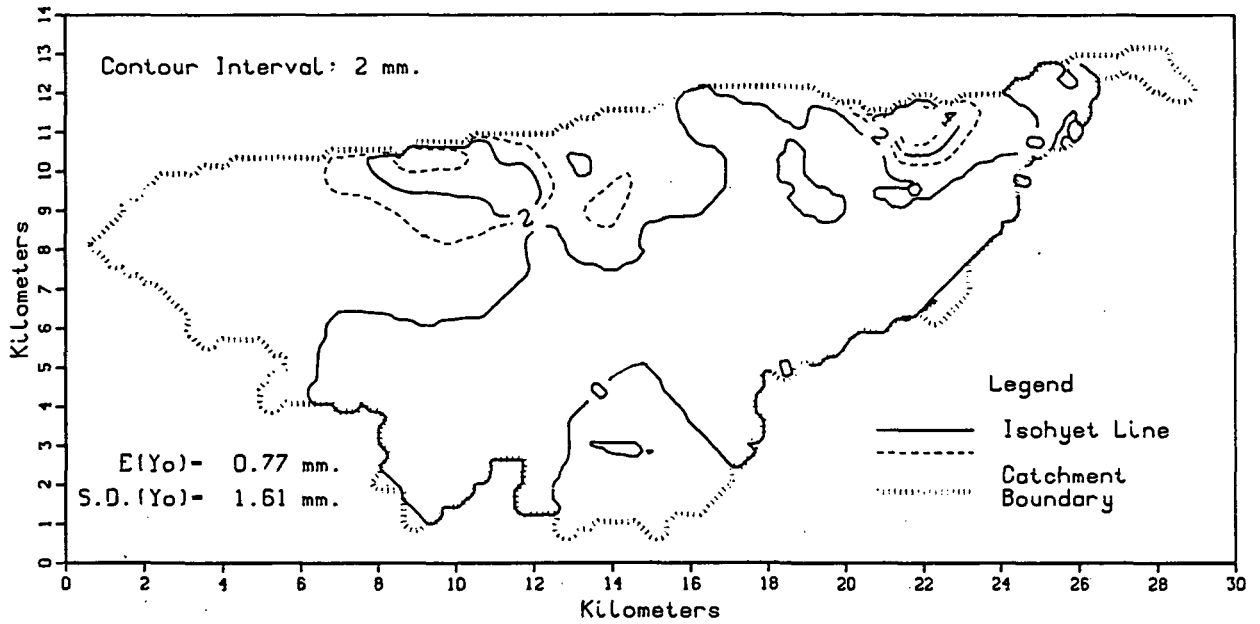 Contour Interval: 2 mm.
14
13
12
11
10
9
8
7
6
5
4
3
2
1
0
Kilometers
2
4
2
0
0
0
0
E(Yo)= 0.77 mm.
S.D.(Yo)= 1.61 mm.
Legend
Isohyet Line
Catchment
Boundary
0 2 4 6 8 10 12 14 16 18 20 22 24 26 28 30
Kilometers